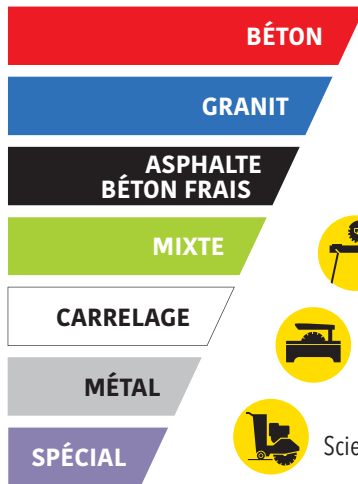 BÉTON
GRANIT
ASPHALTE
BÉTON FRAIS
MIXTE
CARRELAGE
MÉTAL
SPÉCIAL